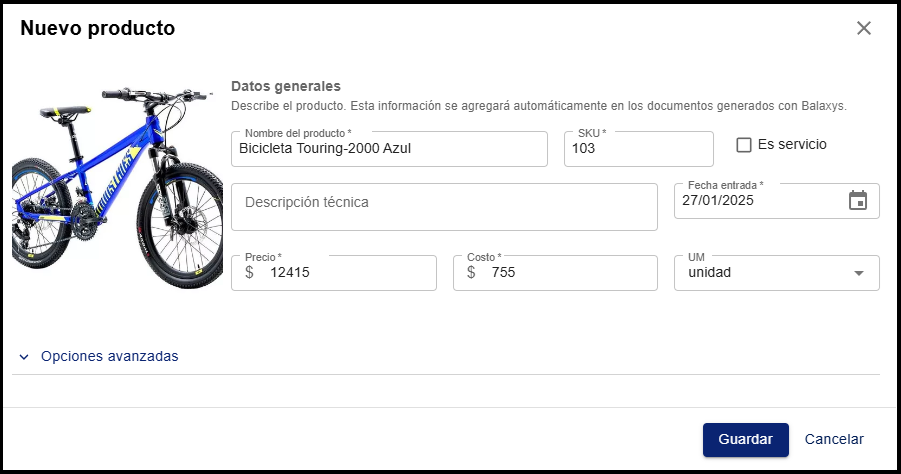 Nuevo producto
Datos generales
Describe el producto. Esta información se agregará automáticamente en los documentos generados con Balaxys.
Nombre del producto *
Bicicleta Touring-2000 Azul
SKU *
103
Es servicio
Descripción técnica
Fecha entrada *
27/01/2025
Precio *
$ 12415
Costo *
$ 755
UM
unidad
Opciones avanzadas
Guardar
Cancelar